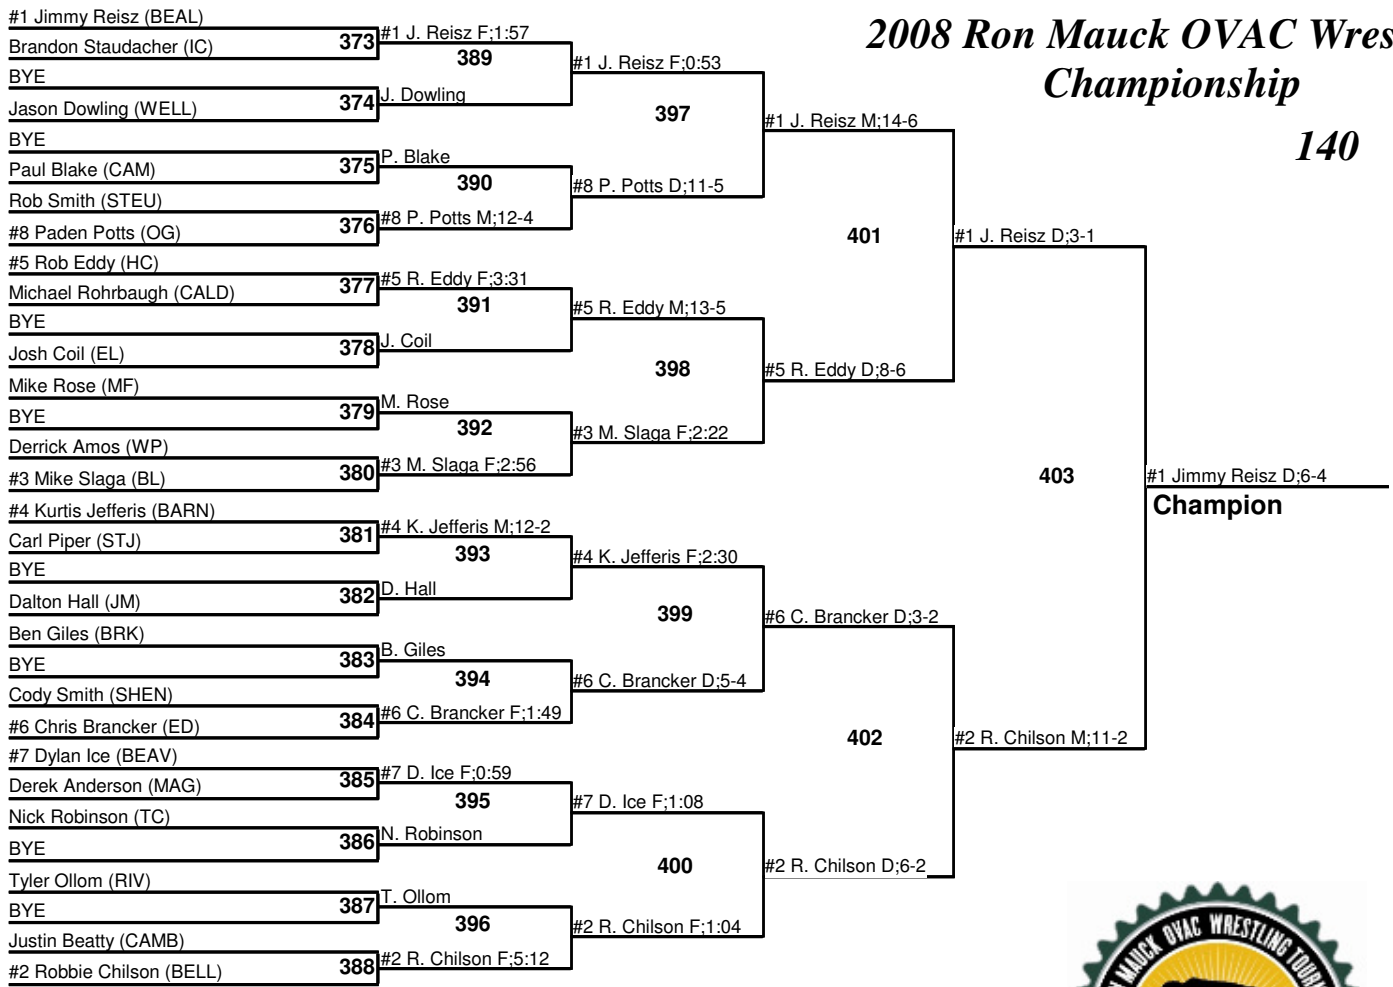 2008 Ron Mauck OVAC Wres
Championship
140
#1 Jimmy Reisz (BEAL)
Brandon Staudacher (IC)
BYE
Jason Dowling (WELL)
BYE
Paul Blake (CAM)
Rob Smith (STEU)
#8 Paden Potts (OG)
#5 Rob Eddy (HC)
Michael Rohrbaugh (CALD)
BYE
Josh Coil (EL)
Mike Rose (MF)
BYE
Derrick Amos (WP)
#3 Mike Slaga (BL)
#4 Kurtis Jefferis (BARN)
Carl Piper (STJ)
BYE
Dalton Hall (JM)
Ben Giles (BRK)
BYE
Cody Smith (SHEN)
#6 Chris Brancker (ED)
#7 Dylan Ice (BEAV)
Derek Anderson (MAG)
Nick Robinson (TC)
BYE
Tyler Ollom (RIV)
BYE
Justin Beatty (CAMB)
#2 Robbie Chilson (BELL)
373
374
375
376
377
378
379
380
381
382
383
384
385
386
387
388
#1 J. Reisz F;1:57
389
J. Dowling
P. Blake
390
#8 P. Potts M;12-4
#5 R. Eddy F;3:31
391
J. Coil
M. Rose
392
#3 M. Slaga F;2:56
#4 K. Jefferis M;12-2
393
D. Hall
B. Giles
394
#6 C. Brancker F;1:49
#7 D. Ice F;0:59
395
N. Robinson
T. Ollom
396
#2 R. Chilson F;5:12
#1 J. Reisz F;0:53
397
#8 P. Potts D;11-5
#5 R. Eddy M;13-5
398
#3 M. Slaga F;2:22
#4 K. Jefferis F;2:30
399
#6 C. Brancker D;5-4
#7 D. Ice F;1:08
400
#2 R. Chilson F;1:04
#1 J. Reisz M;14-6
401
#5 R. Eddy D;8-6
#6 C. Brancker D;3-2
402
#2 R. Chilson D;6-2
#1 J. Reisz D;3-1
403
#2 R. Chilson M;11-2
#1 Jimmy Reisz D;6-4
Champion
MAUCK OVAC WRESTLING TOUR